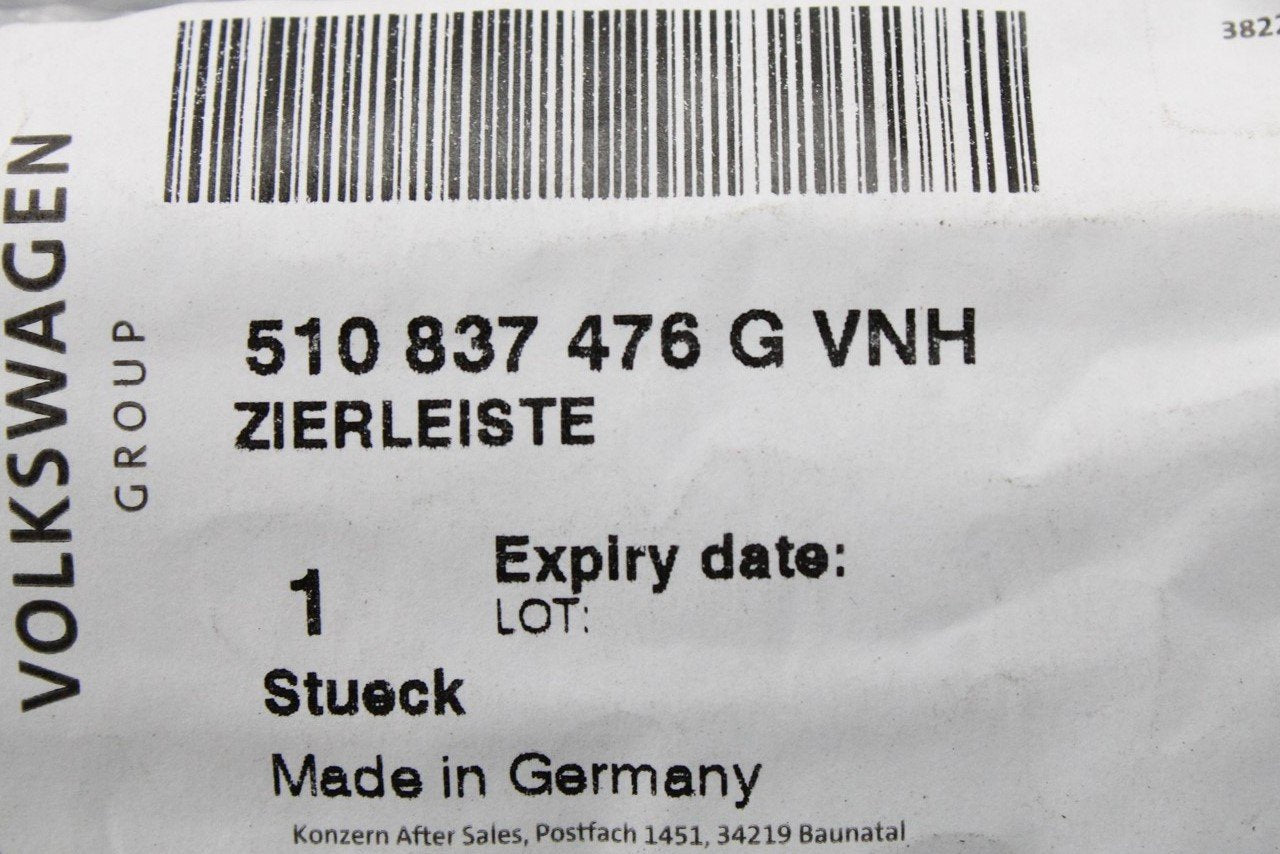 3822
VOLKSWAGEN
GROUP
510 837 476 G VNH
ZIERLEISTE
Expiry date:
1
LOT:
Stueck
Made in Germany
Konzern After Sales, Postfach 1451, 34219 Baunatal